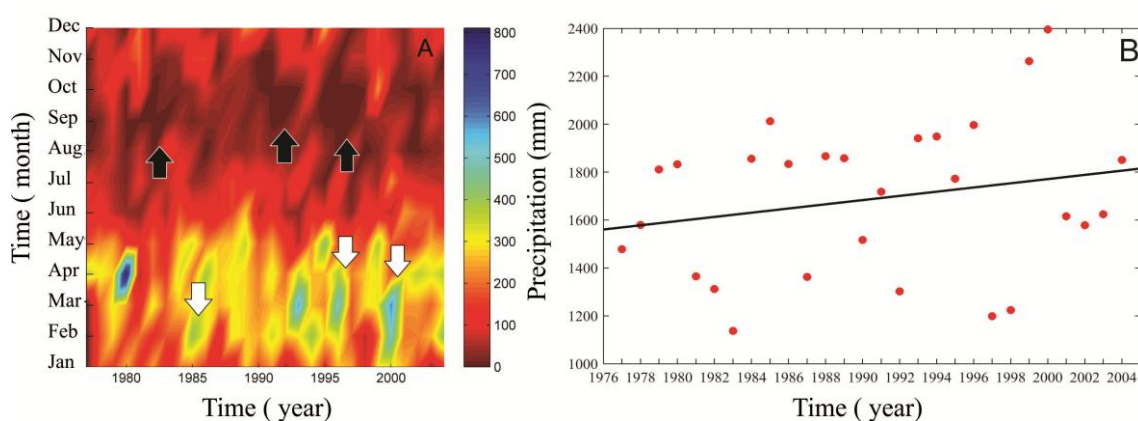 A
Time ( month)
Dec
Nov
Oct
Sep
Aug
Jul
Jun
May
Apr
Mar
Feb
Jan
1980 1985 1990 1995 2000
Time ( year)
800
700
600
500
400
300
200
100
0
B
Precipitation (mm)
2400
2200
2000
1800
1600
1400
1200
1000
1976 1978 1980 1982 1984 1986 1988 1990 1992 1994 1996 1998 2000 2002 2004
Time ( year)